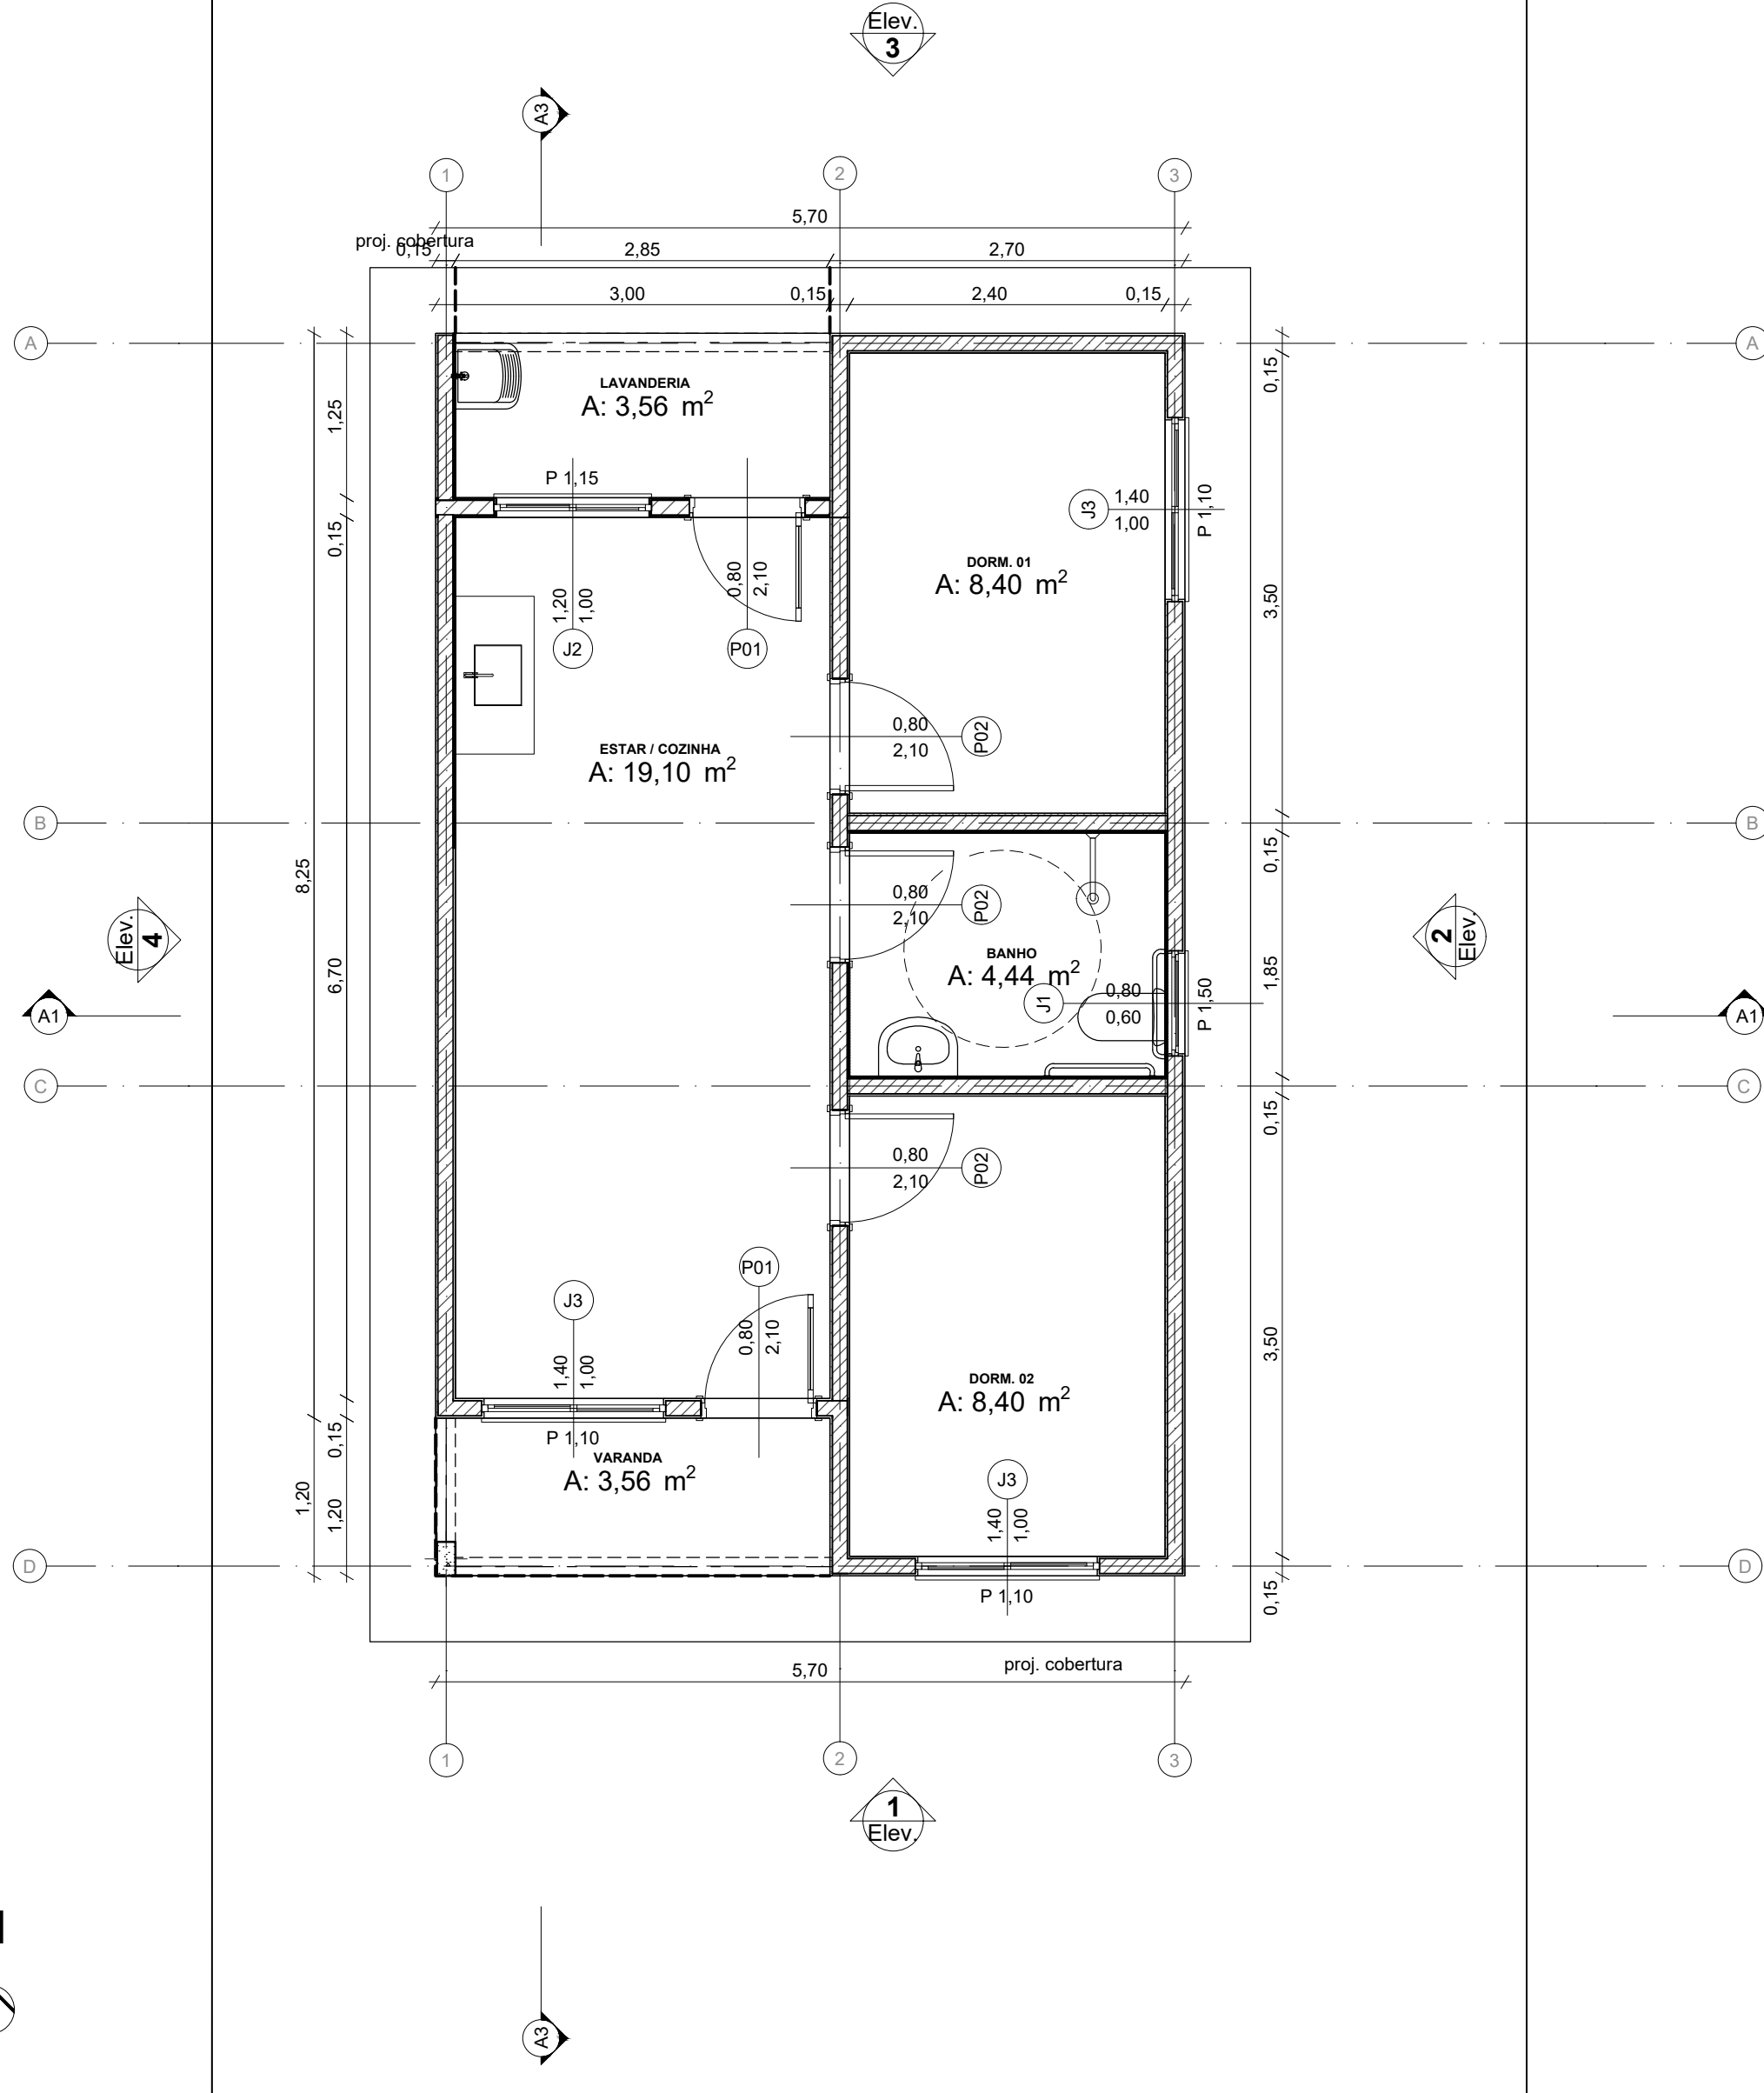 Elev.
3
A3
1
2
3
5,70
proj. cobertura
0,15
2,85
2,70
3,00
0,15
2,40
0,15
A
A
LAVANDERIA
A: 3,56 m²
0,15
1,25
P 1,15
J3
1,40
1,00
P 1,10
0,15
DORM. 01
A: 8,40 m²
0,80
2,10
1,20
1,00
3,50
J2
P01
0,80
2,10
P02
ESTAR / COZINHA
A: 19,10 m²
B
B
0,15
8,25
0,80
2,10
P02
Elev.
4
2
Elev.
BANHO
A: 4,44 m²
6,70
1,85
J1
0,80
0,60
P 1,50
A1
A1
C
C
0,15
0,80
2,10
P02
P01
J3
0,80
2,10
1,40
1,00
3,50
DORM. 02
A: 8,40 m²
P 1,10
0,15
VARANDA
A: 3,56 m²
J3
1,20
1,20
1,40
1,00
D
D
P 1,10
0,15
proj. cobertura
5,70
1
2
3
1
Elev.
A3